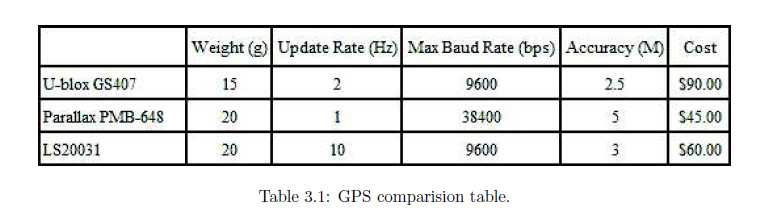 Weight (g) Update Rate (Hz) Max Baud Rate (bps) Accuracy (M) Cost
U-blox GS407 15 2 9600 2.5 $90.00
Parallax PMB-648 20 1 38400 5 $45.00
LS20031 20 10 9600 3 $60.00
Table 3.1: GPS comparision table.